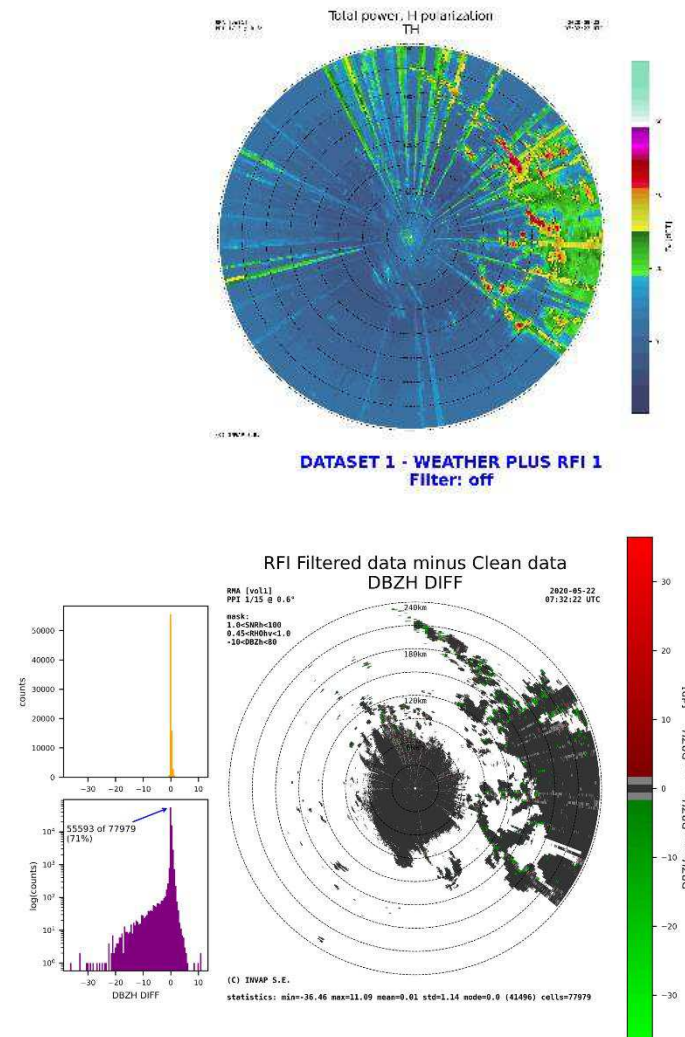 Total power, H polarization
TH
(C) INVAP S.E.
DATASET 1 - WEATHER PLUS RFI 1
Filter: off
RFI Filtered data minus Clean data
DBZH DIFF
RMA [vol1]
PPI 1/15 @ 0.6°
2020-05-22
07:32:22 UTC
mask:
1.0<SNRh<100
0.45<RHOhv<1.0
-10<DBZh<80
240km
180km
120km
counts
50000
40000
30000
20000
10000
0
−30 −20 −10 0 10
55593 of 77979
(71%)
log(counts)
10⁴
10³
10²
10¹
10⁰
−30 −20 −10 0 10
DBZH DIFF
30
20
10
0
−10
−20
−30
(C) INVAP S.E.
statistics: min=-36.46 max=11.09 mean=0.01 std=1.14 mode=0.0 (41496) cells=77979